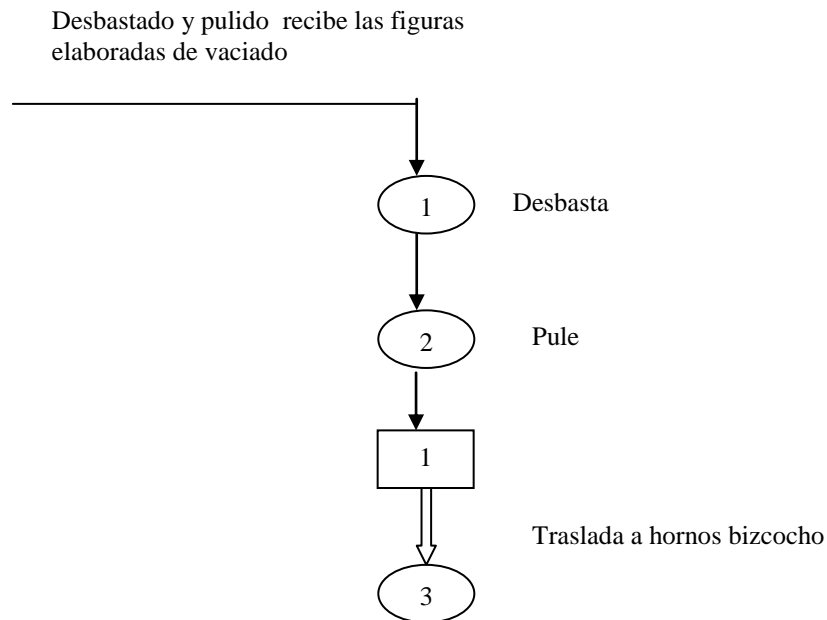 Desbastado y pulido recibe las figuras
elaboradas de vaciado
1
Desbasta
2
Pule
1
Traslada a hornos bizcocho
3